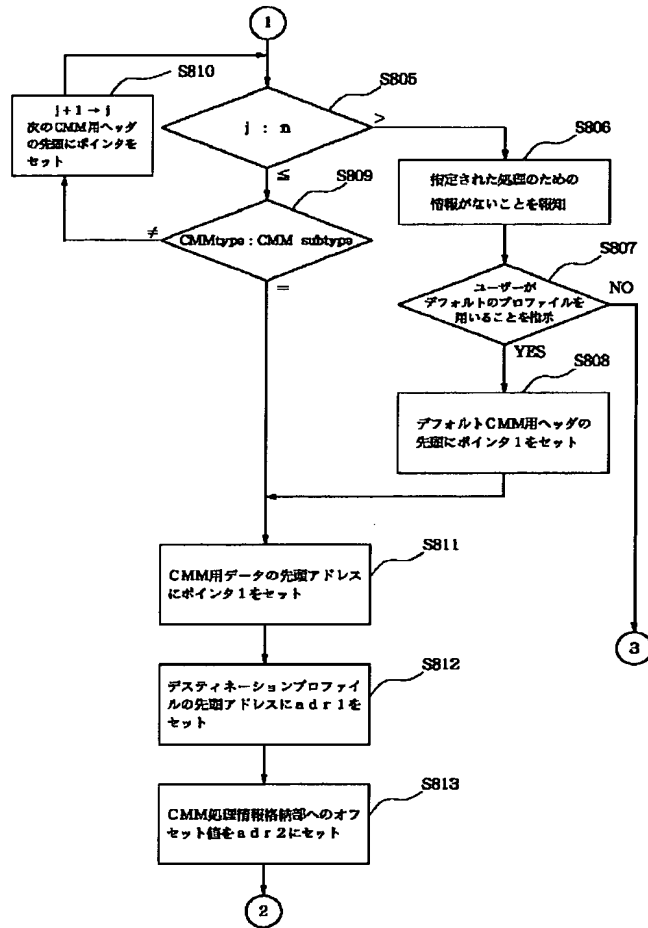 1
S810
j+1→j
次のCMM用ヘッダ
の先頭にポインタを
セット
S805
j : n
>
≤
S806
指定された処理のための
情報がないことを報知
S809
CMMtype : CMM subtype
≠
=
S807
ユーザーが
デフォルトのプロファイルを
用いることを指示
NO
YES
S808
デフォルトCMM用ヘッダの
先頭にポインタ1をセット
S811
CMM用データの先頭アドレス
にポインタ1をセット
3
S812
デスティネーションプロファイ
ルの先頭アドレスにadr1を
セット
S813
CMM処理情報格納部へのオフ
セット値をadr2にセット
2